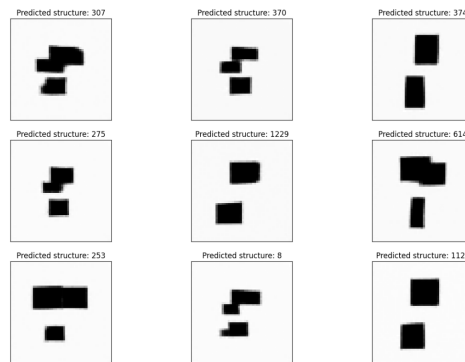 Predicted structure: 307
Predicted structure: 370
Predicted structure: 374
Predicted structure: 275
Predicted structure: 1229
Predicted structure: 614
Predicted structure: 253
Predicted structure: 8
Predicted structure: 112